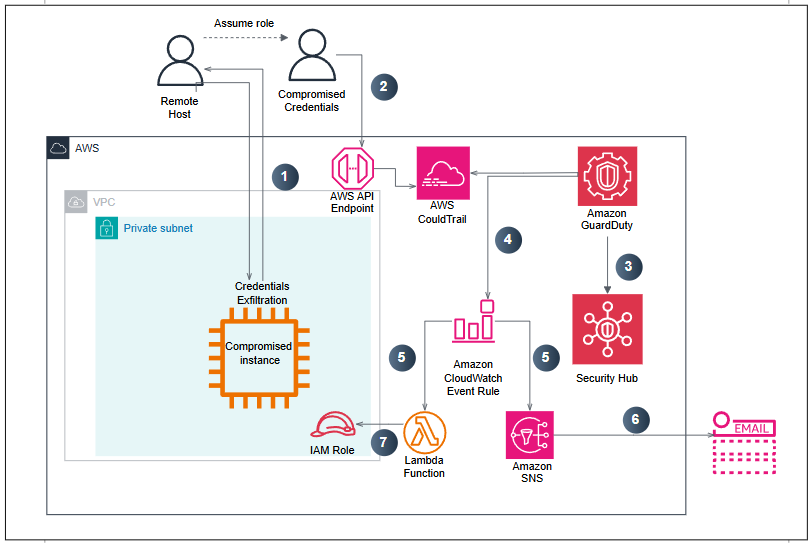 Assume role
Remote
Host
Compromised
Credentials
2
AWS
1
AWS API
Endpoint
AWS
CouldTrail
Amazon
GuardDuty
VPC
Private subnet
4
3
Credentials
Exfiltration
Compromised
instance
5
Amazon
CloudWatch
Event Rule
5
Security Hub
IAM Role
7
Lambda
Function
Amazon
SNS
6
EMAIL